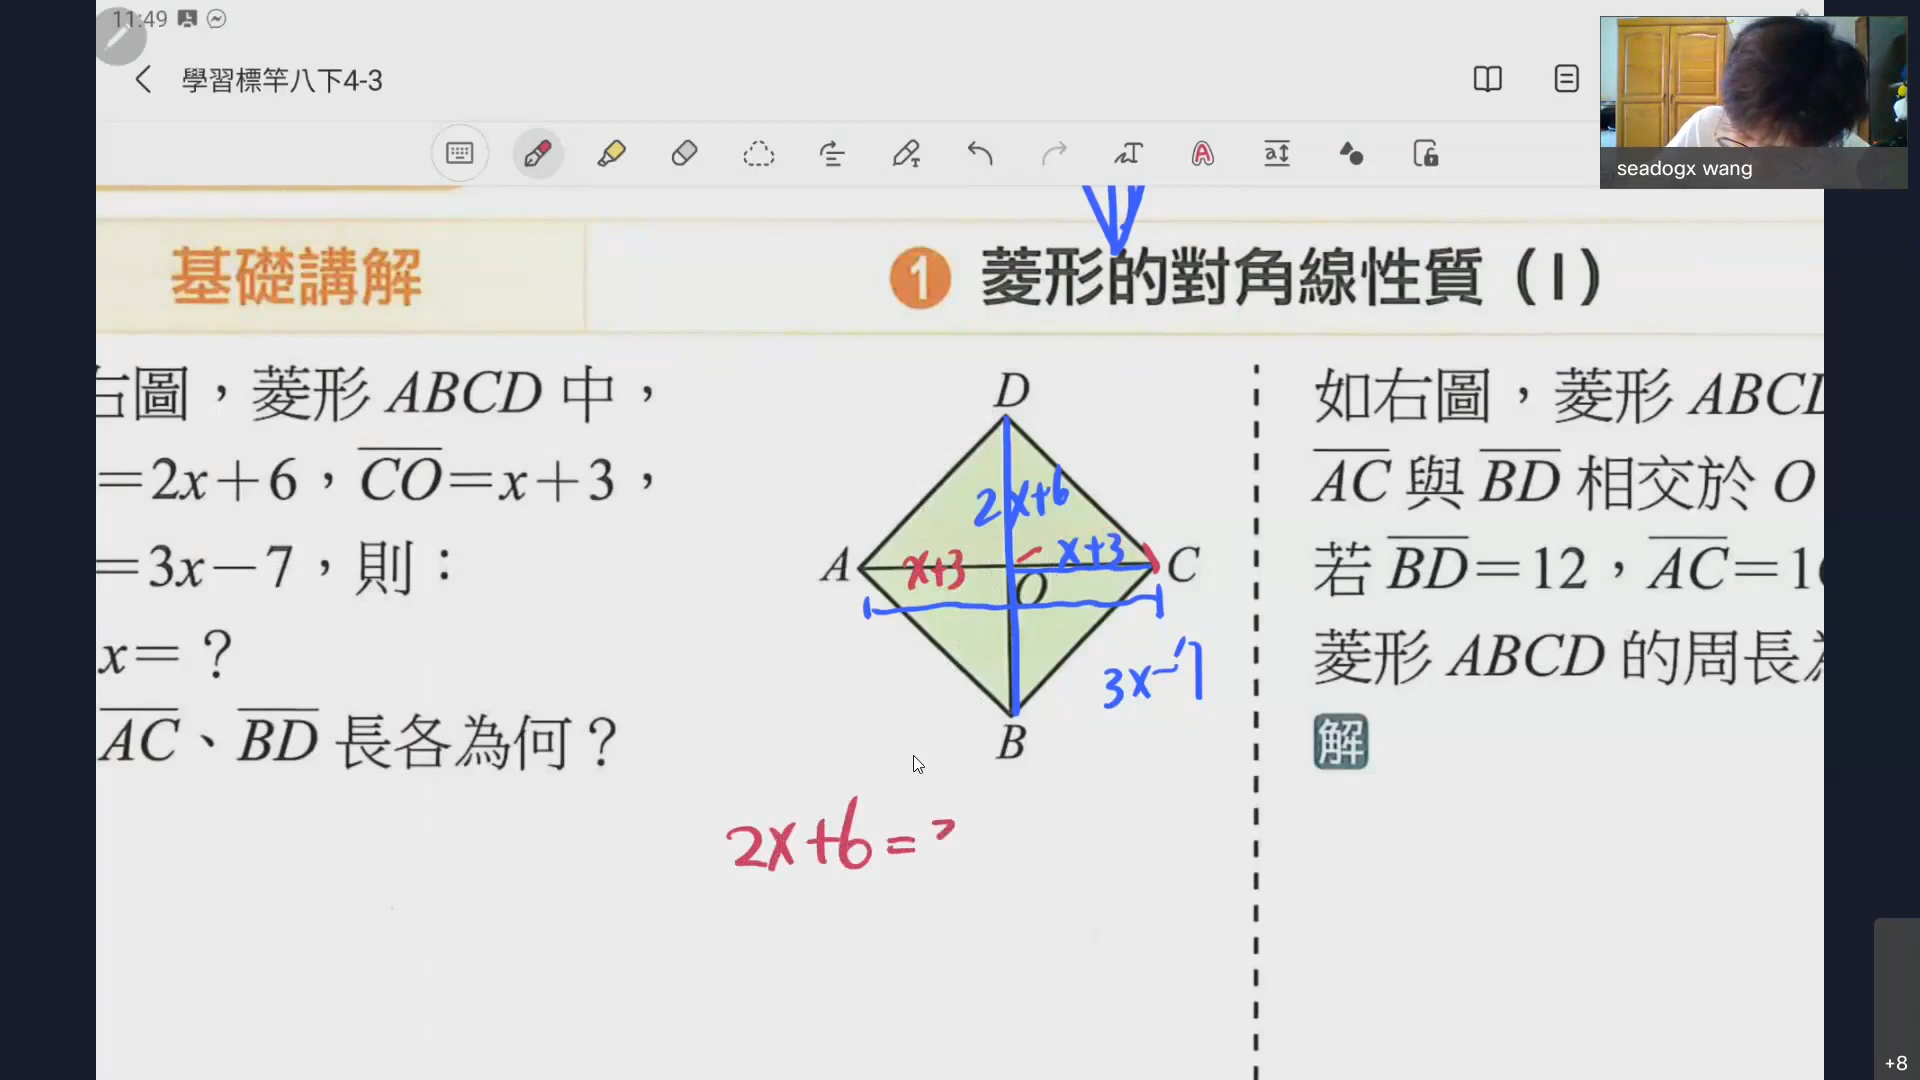 11:49
學習標竿八下4-3
seadogx wang
基礎講解
1 菱形的對角線性質(1)
右圖,菱形 ABCD 中,
=2x+6,CO=x+3,
=3x−7,則:
x=?
AC、BD 長各為何?
D
2x+6
A
x+3
x+3
C
O
3x−7
B
2x+6=
如右圖,菱形 ABCD
AC 與 BD 相交於 O
若 BD=12,AC=1
菱形 ABCD 的周長
解
+8